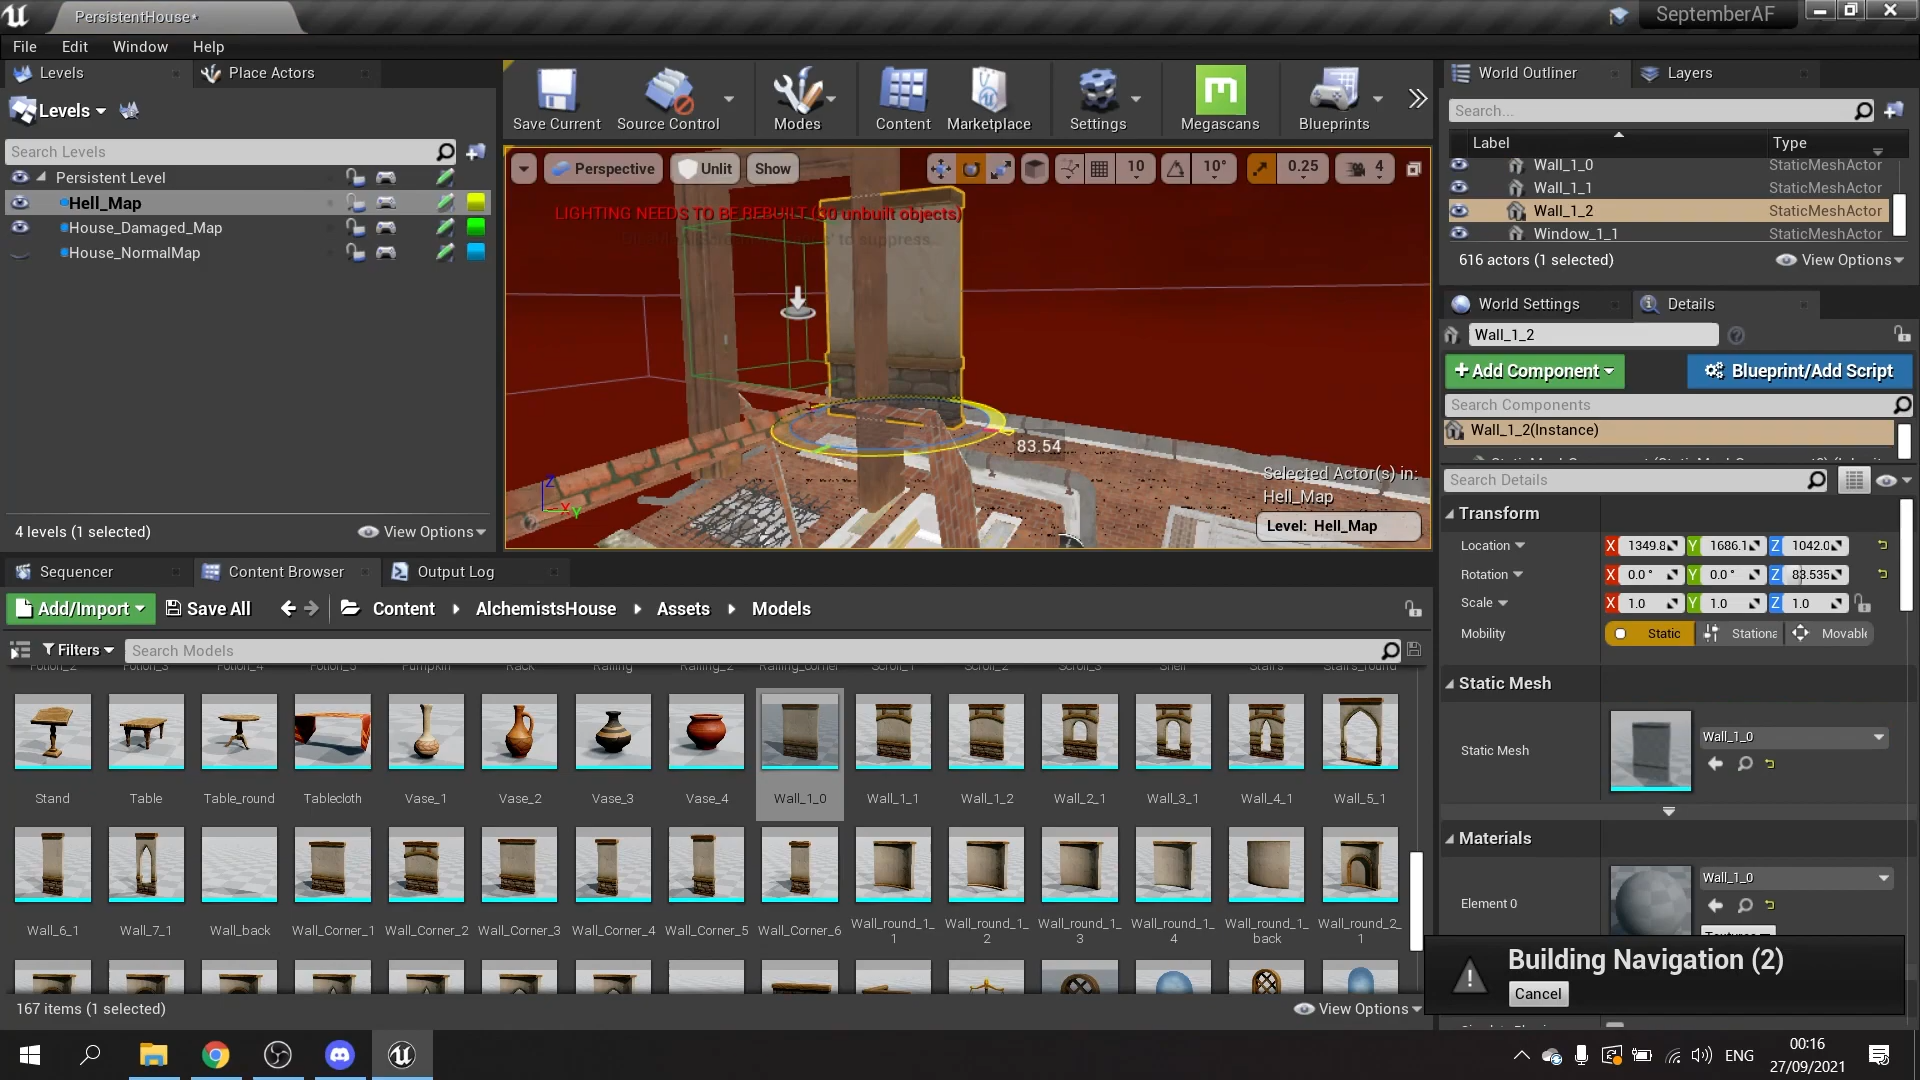 PersistentHouse*
SeptemberAF
File Edit Window Help
Levels
Place Actors
Levels
Search Levels
Persistent Level
Hell_Map
House_Damaged_Map
House_NormalMap
4 levels (1 selected)
View Options
Save Current
Source Control
Modes
Content
Marketplace
Settings
Megascans
Blueprints
Perspective
Unlit
Show
10
10°
0.25
4
LIGHTING NEEDS TO BE REBUILT (30 unbuilt objects)
to suppress
83.54
Selected Actor(s) in:
Hell_Map
Level: Hell_Map
World Outliner
Layers
Search...
Label Type
Wall_1_0 StaticMeshActor
Wall_1_1 StaticMeshActor
Wall_1_2 StaticMeshActor
Window_1_1 StaticMeshActor
616 actors (1 selected)
View Options
World Settings
Details
Wall_1_2
+Add Component
Blueprint/Add Script
Search Components
Wall_1_2(Instance)
Search Details
Transform
Location X 1349.8 Y 1686.1 Z 1042.0
Rotation X 0.0 ° Y 0.0 ° Z 83.535
Scale X 1.0 Y 1.0 Z 1.0
Mobility Static Stationa Movable
Static Mesh
Static Mesh
Wall_1_0
Materials
Element 0
Wall_1_0
Building Navigation (2)
Cancel
Sequencer
Content Browser
Output Log
Add/Import
Save All
Content
AlchemistsHouse
Assets
Models
Filters
Search Models
Potion_2 Potion_3 Potion_4 Potion_5 Pumpkin Rack Railing Railing_2 Railing_corner Scroll_1 Scroll_2 Scroll_3 Shelf Stairs Stairs_round
Stand Table Table_round Tablecloth Vase_1 Vase_2 Vase_3 Vase_4 Wall_1_0 Wall_1_1 Wall_1_2 Wall_2_1 Wall_3_1 Wall_4_1 Wall_5_1
Wall_6_1 Wall_7_1 Wall_back Wall_Corner_1 Wall_Corner_2 Wall_Corner_3 Wall_Corner_4 Wall_Corner_5 Wall_Corner_6 Wall_round_1_1 Wall_round_1_2 Wall_round_1_3 Wall_round_1_4 Wall_round_1_back Wall_round_2_1
167 items (1 selected)
View Options
ENG
00:16
27/09/2021